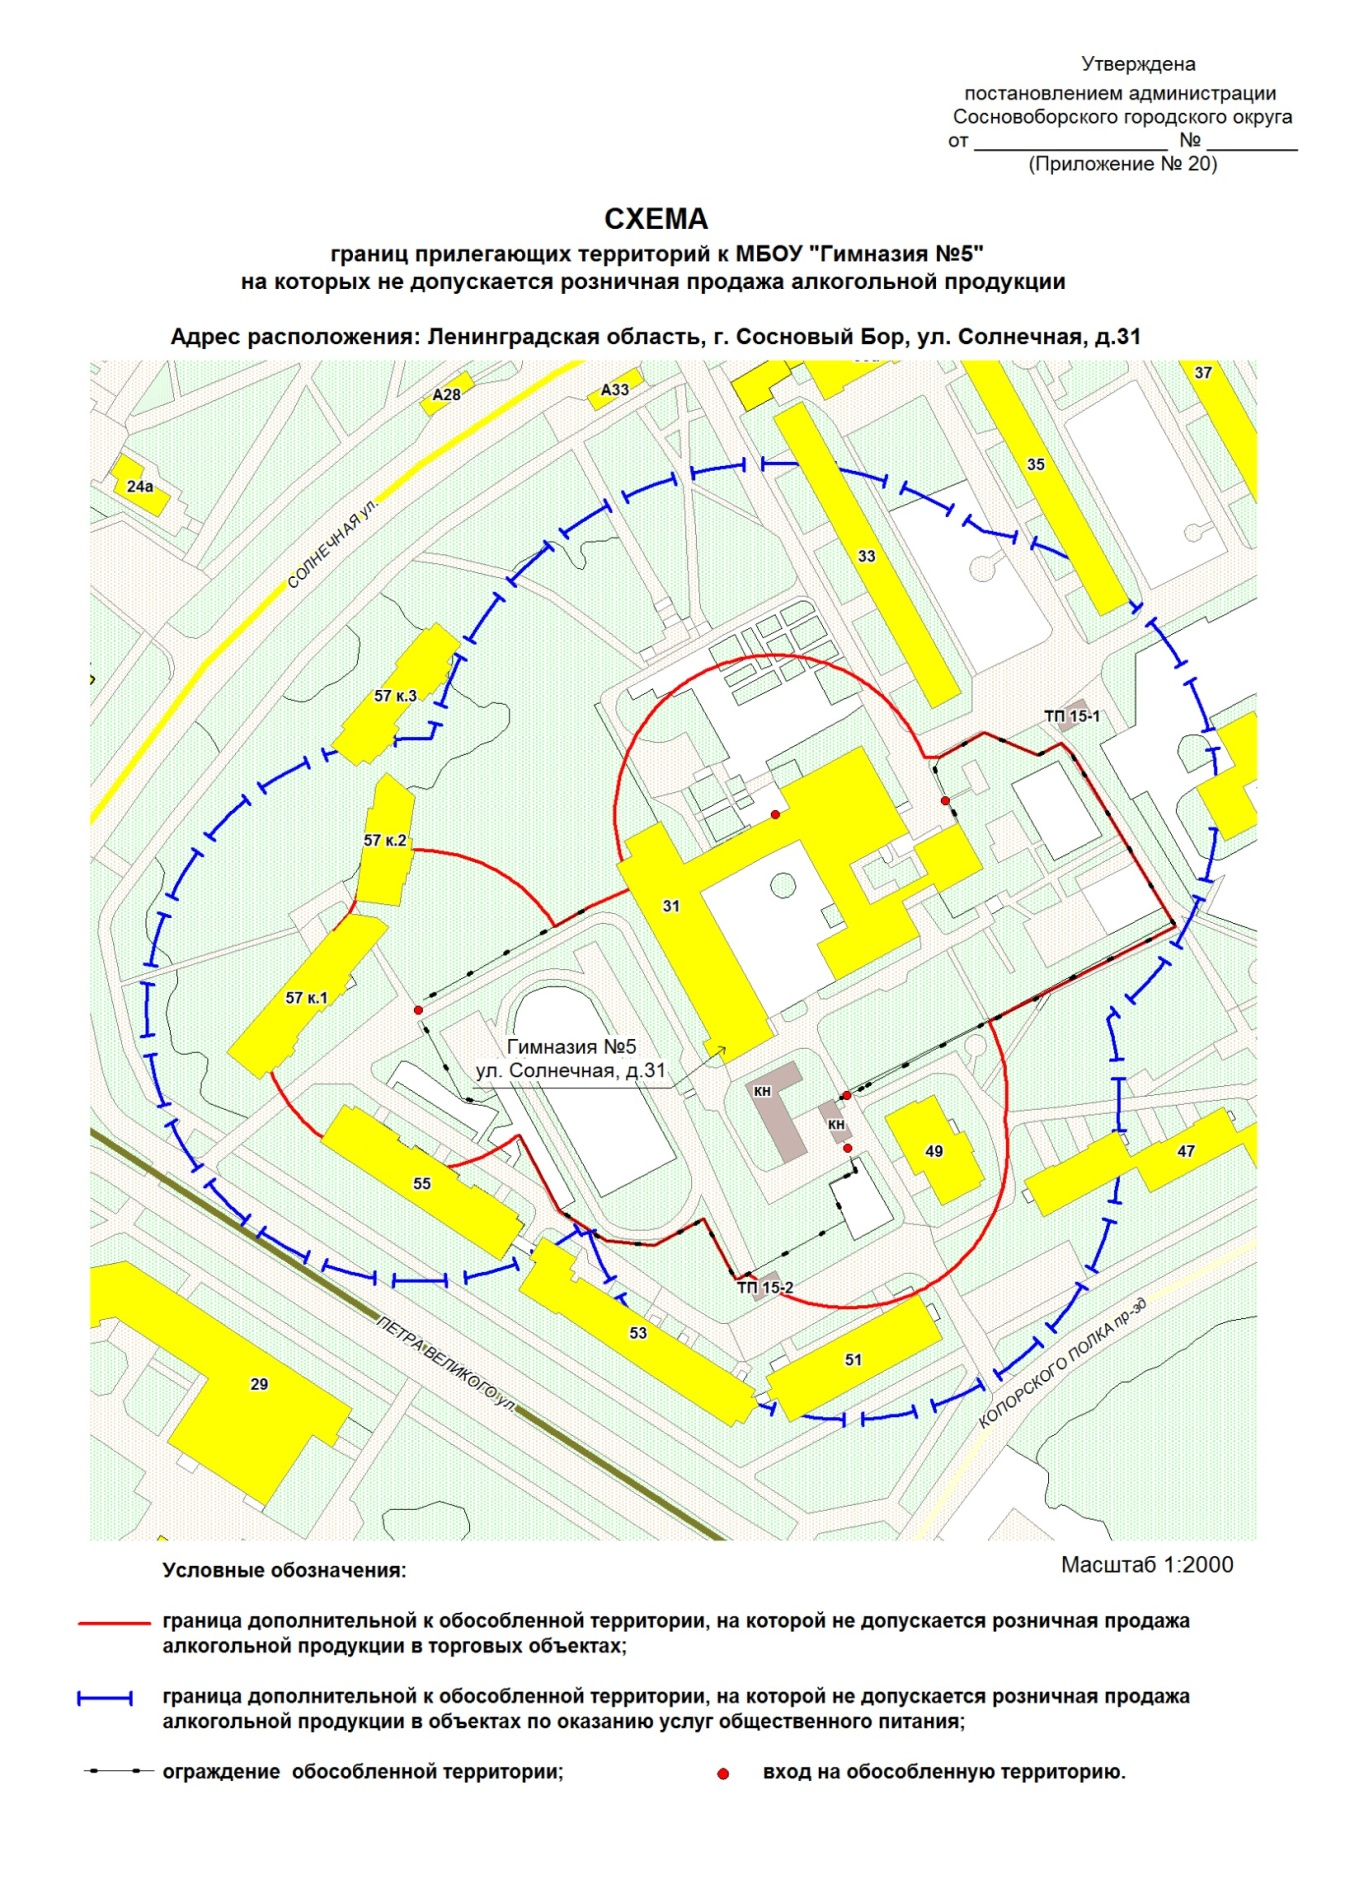 Утверждена
постановлением администрации
Сосновоборского городского округа
от _________________ № ________
(Приложение № 20)
СХЕМА
границ прилегающих территорий к МБОУ "Гимназия №5"
на которых не допускается розничная продажа алкогольной продукции
Адрес расположения: Ленинградская область, г. Сосновый Бор, ул. Солнечная, д.31
А28
А33
37
24а
35
СОЛНЕЧНАЯ ул.
33
57 к.3
ТП 15-1
57 к.2
31
57 к.1
Гимназия №5
ул. Солнечная, д.31
кн
кн
49
47
55
ТП 15-2
53
51
29
ПЕТРА ВЕЛИКОГО ул.
КОПОРСКОГО ПОЛКА пр-зд
Условные обозначения:
Масштаб 1:2000
граница дополнительной к обособленной территории, на которой не допускается розничная продажа
алкогольной продукции в торговых объектах;
граница дополнительной к обособленной территории, на которой не допускается розничная продажа
алкогольной продукции в объектах по оказанию услуг общественного питания;
ограждение обособленной территории;
вход на обособленную территорию.